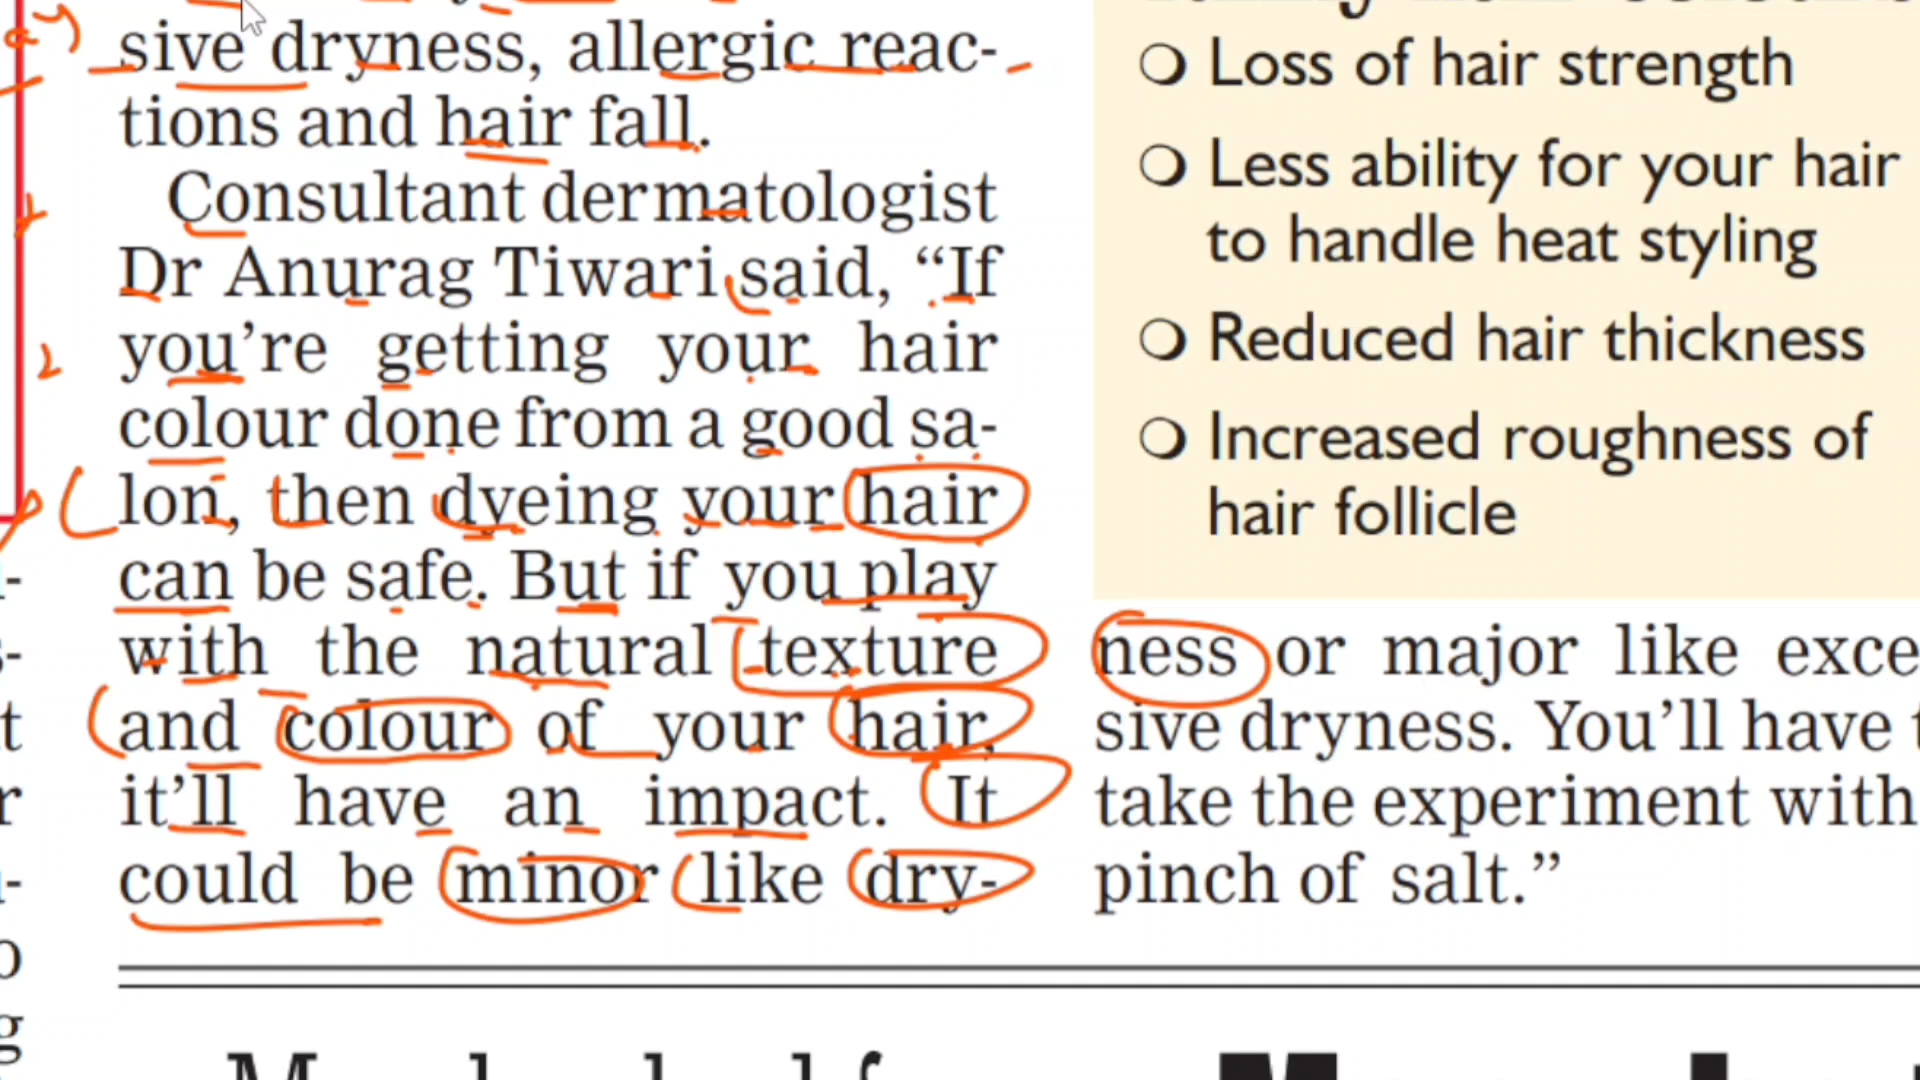 sive dryness, allergic reac-
tions and hair fall.
Consultant dermatologist
Dr Anurag Tiwari said, “If
you’re getting your hair
colour done from a good sa-
lon, then dyeing your hair
can be safe. But if you play
with the natural texture
and colour of your hair,
it’ll have an impact. It
could be minor like dry-
ness or major like exce
sive dryness. You’ll have t
take the experiment with
pinch of salt.”
Loss of hair strength
Less ability for your hair
to handle heat styling
Reduced hair thickness
Increased roughness of
hair follicle